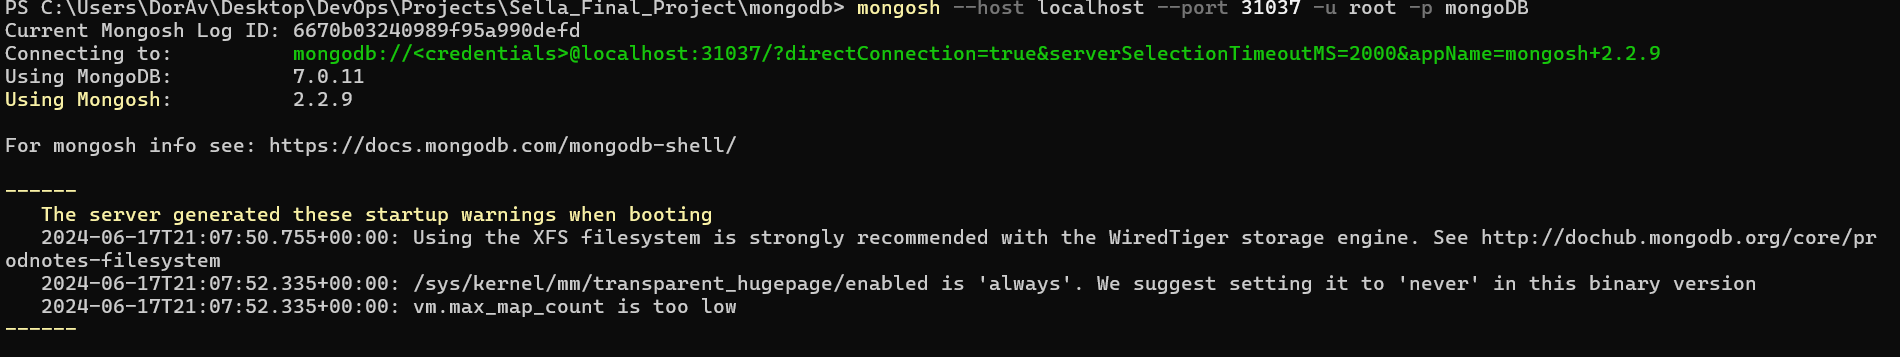 PS C:\Users\DorAv\Desktop\DevOps\Projects\Sella_Final_Project\mongodb> mongosh --host localhost --port 31037 -u root -p mongoDB
Current Mongosh Log ID: 6670b03240989f95a990defd
Connecting to:          mongodb://<credentials>@localhost:31037/?directConnection=true&serverSelectionTimeoutMS=2000&appName=mongosh+2.2.9
Using MongoDB:          7.0.11
Using Mongosh:          2.2.9
For mongosh info see: https://docs.mongodb.com/mongodb-shell/
------
   The server generated these startup warnings when booting
   2024-06-17T21:07:50.755+00:00: Using the XFS filesystem is strongly recommended with the WiredTiger storage engine. See http://dochub.mongodb.org/core/pr
odnotes-filesystem
   2024-06-17T21:07:52.335+00:00: /sys/kernel/mm/transparent_hugepage/enabled is 'always'. We suggest setting it to 'never' in this binary version
   2024-06-17T21:07:52.335+00:00: vm.max_map_count is too low
------